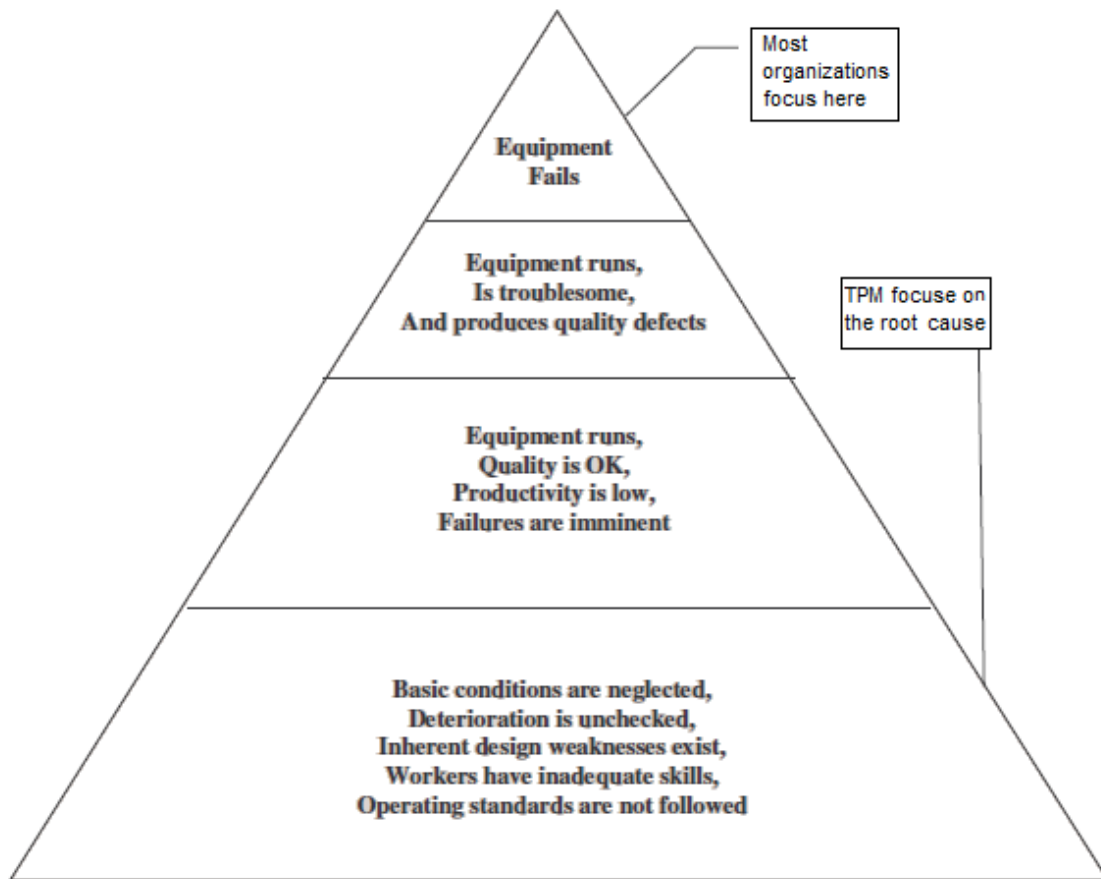 Most
organizations
focus here
Equipment
Fails
Equipment runs,
Is troublesome,
And produces quality defects
TPM focuse on
the root cause
Equipment runs,
Quality is OK,
Productivity is low,
Failures are imminent
Basic conditions are neglected,
Deterioration is unchecked,
Inherent design weaknesses exist,
Workers have inadequate skills,
Operating standards are not followed